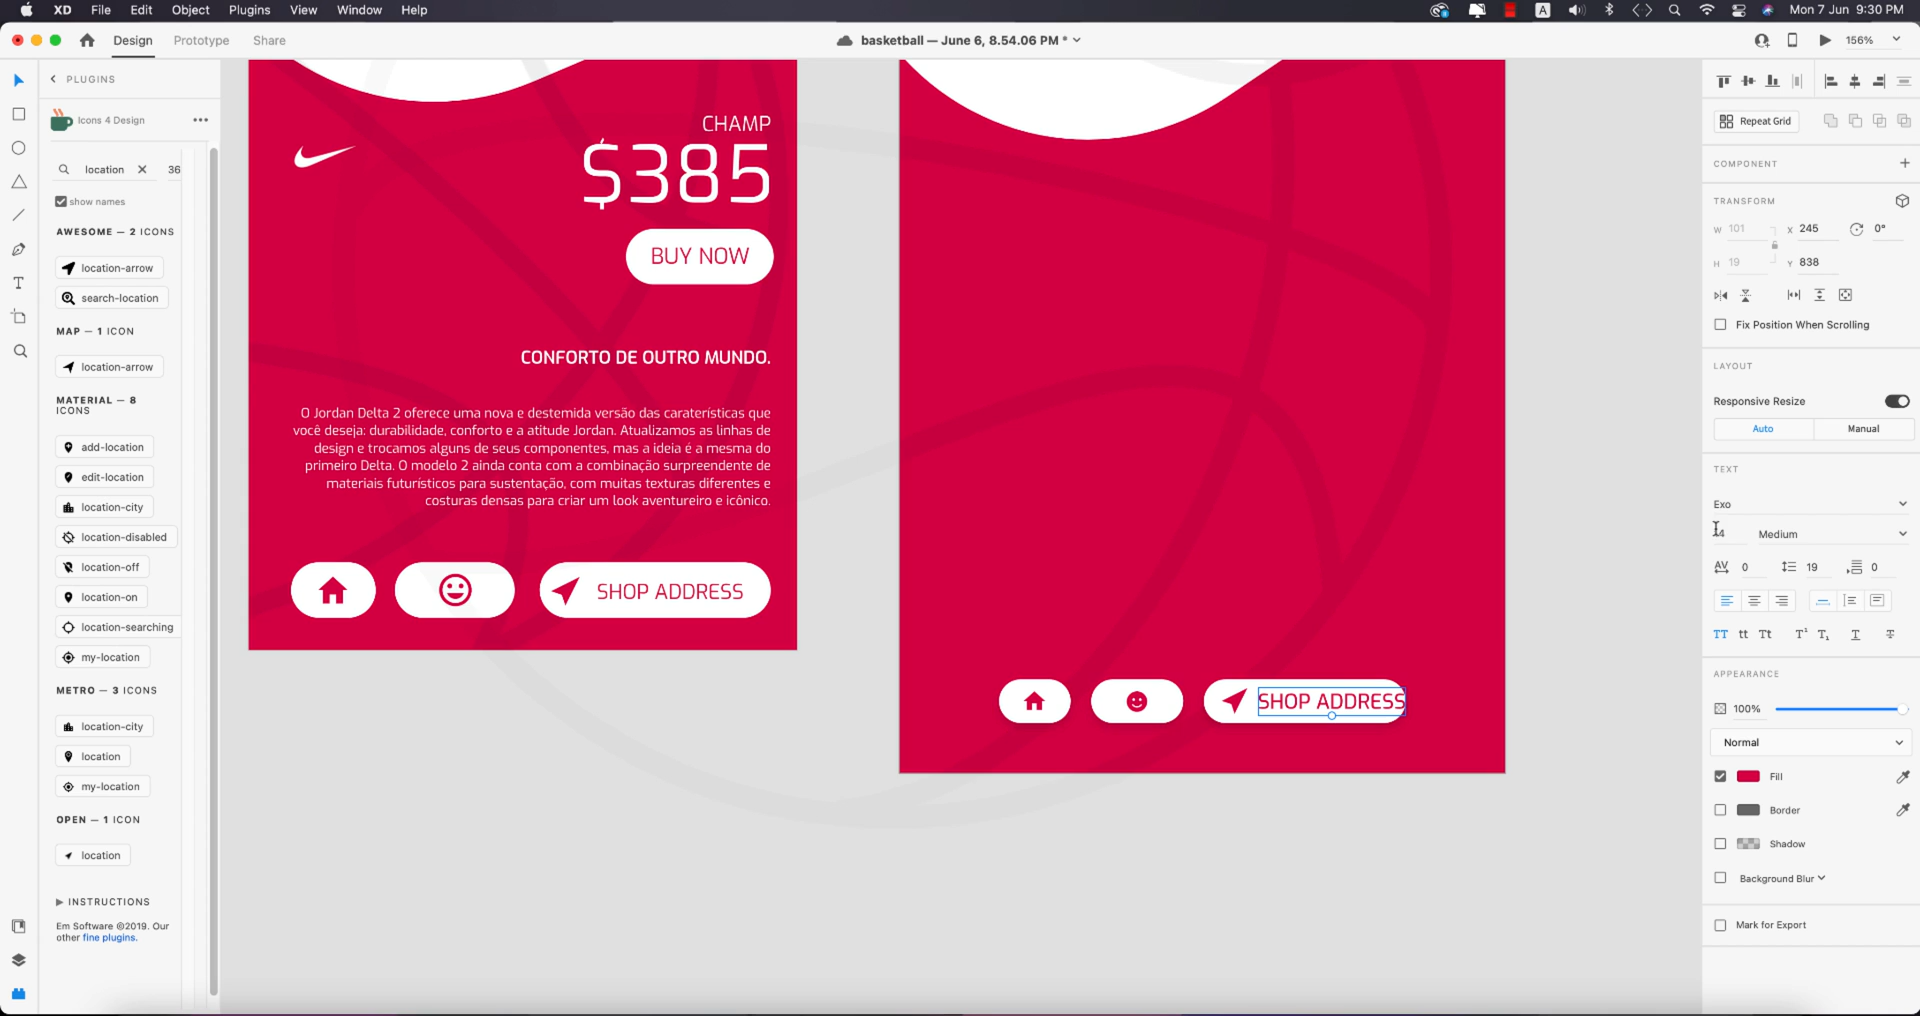 XD File Edit Object Plugins View Window Help
A
Mon 7 Jun 9:30 PM
Design Prototype Share
basketball — June 6, 8.54.06 PM *
156%
PLUGINS
Icons 4 Design
location
36
show names
AWESOME — 2 ICONS
location-arrow
search-location
MAP — 1 ICON
location-arrow
MATERIAL — 8
ICONS
add-location
edit-location
location-city
location-disabled
location-off
location-on
location-searching
my-location
METRO — 3 ICONS
location-city
location
my-location
OPEN — 1 ICON
location
INSTRUCTIONS
Em Software ©2019. Our
other fine plugins.
CHAMP
$385
BUY NOW
CONFORTO DE OUTRO MUNDO.
O Jordan Delta 2 oferece uma nova e destemida versão das caraterísticas que
você deseja: durabilidade, conforto e a atitude Jordan. Atualizamos as linhas de
design e trocamos alguns de seus componentes, mas a ideia é a mesma do
primeiro Delta. O modelo 2 ainda conta com a combinação surpreendente de
materiais futurísticos para sustentação, com muitas texturas diferentes e
costuras densas para criar um look aventureiro e icônico.
SHOP ADDRESS
SHOP ADDRESS
Repeat Grid
COMPONENT
TRANSFORM
W 101 X 245 0°
H 19 Y 838
Fix Position When Scrolling
LAYOUT
Responsive Resize
Auto Manual
TEXT
Exo
Medium
AV 0 19 0
TT tt Tt T¹ T₁ T T
APPEARANCE
100%
Normal
Fill
Border
Shadow
Background Blur
Mark for Export